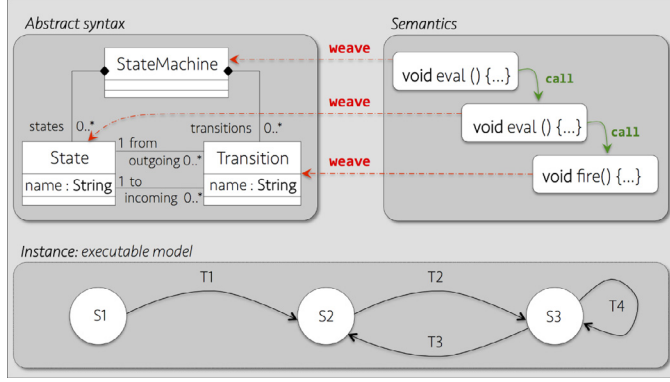 Abstract syntax
Semantics
StateMachine
weave
void eval () {...}
call
weave
states 0..*
transitions 0..*
void eval () {...}
call
State
1 from
outgoing 0..*
Transition
weave
name : String
1 to
incoming 0..*
name : String
void fire() {...}
Instance: executable model
T1
T2
S1
S2
S3
T4
T3